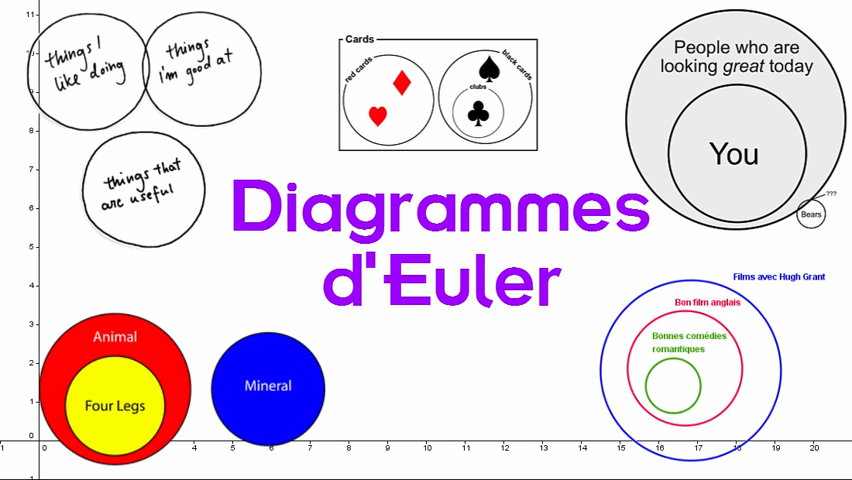 things I
like doing
things
i'm good at
things that
are useful
Cards
red cards
black cards
clubs
People who are
looking great today
You
Bears
???
Diagrammes
d'Euler
Animal
Four Legs
Mineral
Films avec Hugh Grant
Bon film anglais
Bonnes comédies
romantiques
11
10
9
8
7
6
5
4
3
2
1
0
1 0 4 5 6 7 8 9 10 11 12 13 14 15 16 17 18 19 20
1